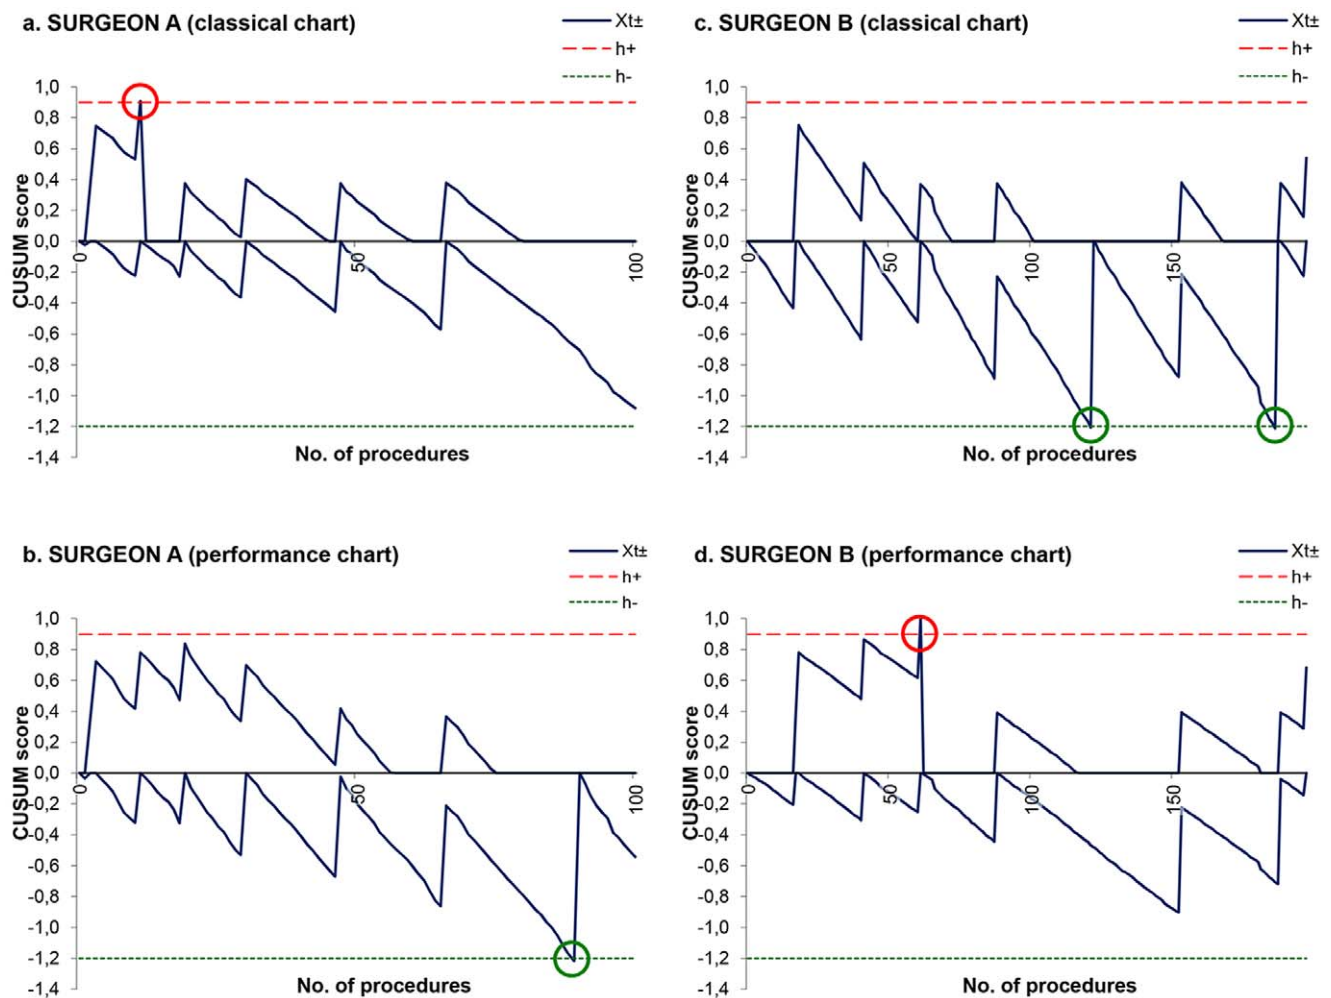 a. SURGEON A (classical chart)
Xt±
h+
h-
1,0
0,8
0,6
0,4
0,2
0,0
-0,2
-0,4
-0,6
-0,8
-1,0
-1,2
-1,4
CUSUM score
0
50
100
No. of procedures
c. SURGEON B (classical chart)
Xt±
h+
h-
1,0
0,8
0,6
0,4
0,2
0,0
-0,2
-0,4
-0,6
-0,8
-1,0
-1,2
-1,4
CUSUM score
0
50
100
150
No. of procedures
b. SURGEON A (performance chart)
Xt±
h+
h-
1,0
0,8
0,6
0,4
0,2
0,0
-0,2
-0,4
-0,6
-0,8
-1,0
-1,2
-1,4
CUSUM score
0
50
100
No. of procedures
d. SURGEON B (performance chart)
Xt±
h+
h-
1,0
0,8
0,6
0,4
0,2
0,0
-0,2
-0,4
-0,6
-0,8
-1,0
-1,2
-1,4
CUSUM score
0
50
100
150
No. of procedures